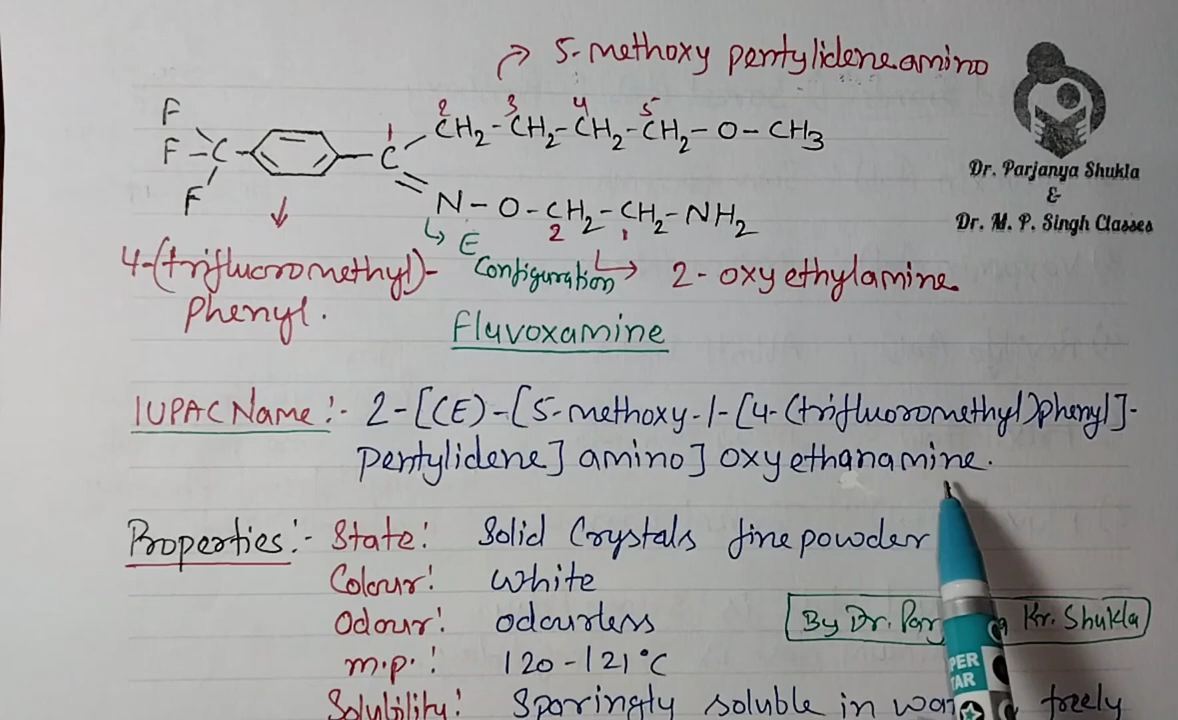 5-methoxy pentylideneamino
F 2 3 4 5
1 CH2-CH2-CH2-CH2-O-CH3
F-C- -C
F N-O-CH2-CH2-NH2
E 2 1
4-(trifluoromethyl)- Configuration 2-oxyethylamine
Phenyl.
Fluvoxamine
Dr. Parjanya Shukla
&
Dr. M. P. Singh Classes
IUPAC Name:- 2-[(E)-[5-methoxy-1-[4-(trifluoromethyl)phenyl]-
Pentylidene]amino]oxyethanamine.
Properties:- State: Solid Crystals fine powder
Colour: White
Odour: odourless
By Dr. Kr. Shukla
m.p.: 120-121°C
Solubility: Sparingly soluble in freely